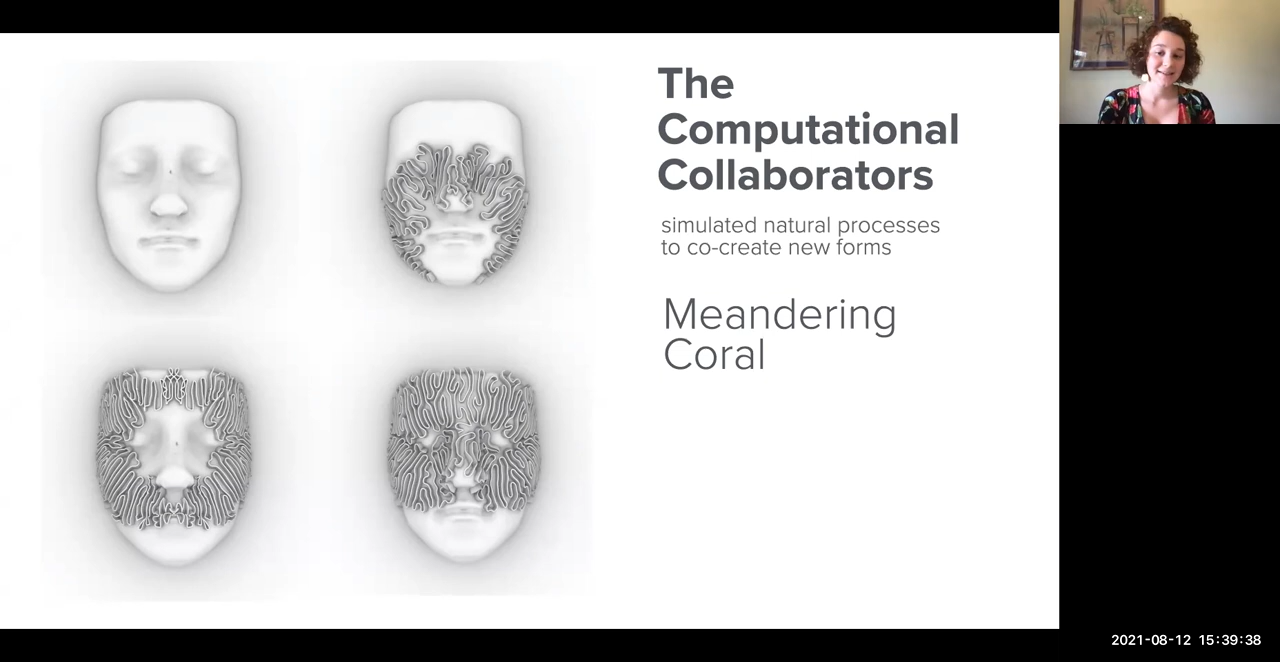 The
Computational
Collaborators
simulated natural processes
to co-create new forms
Meandering
Coral
2021-08-12 15:39:38